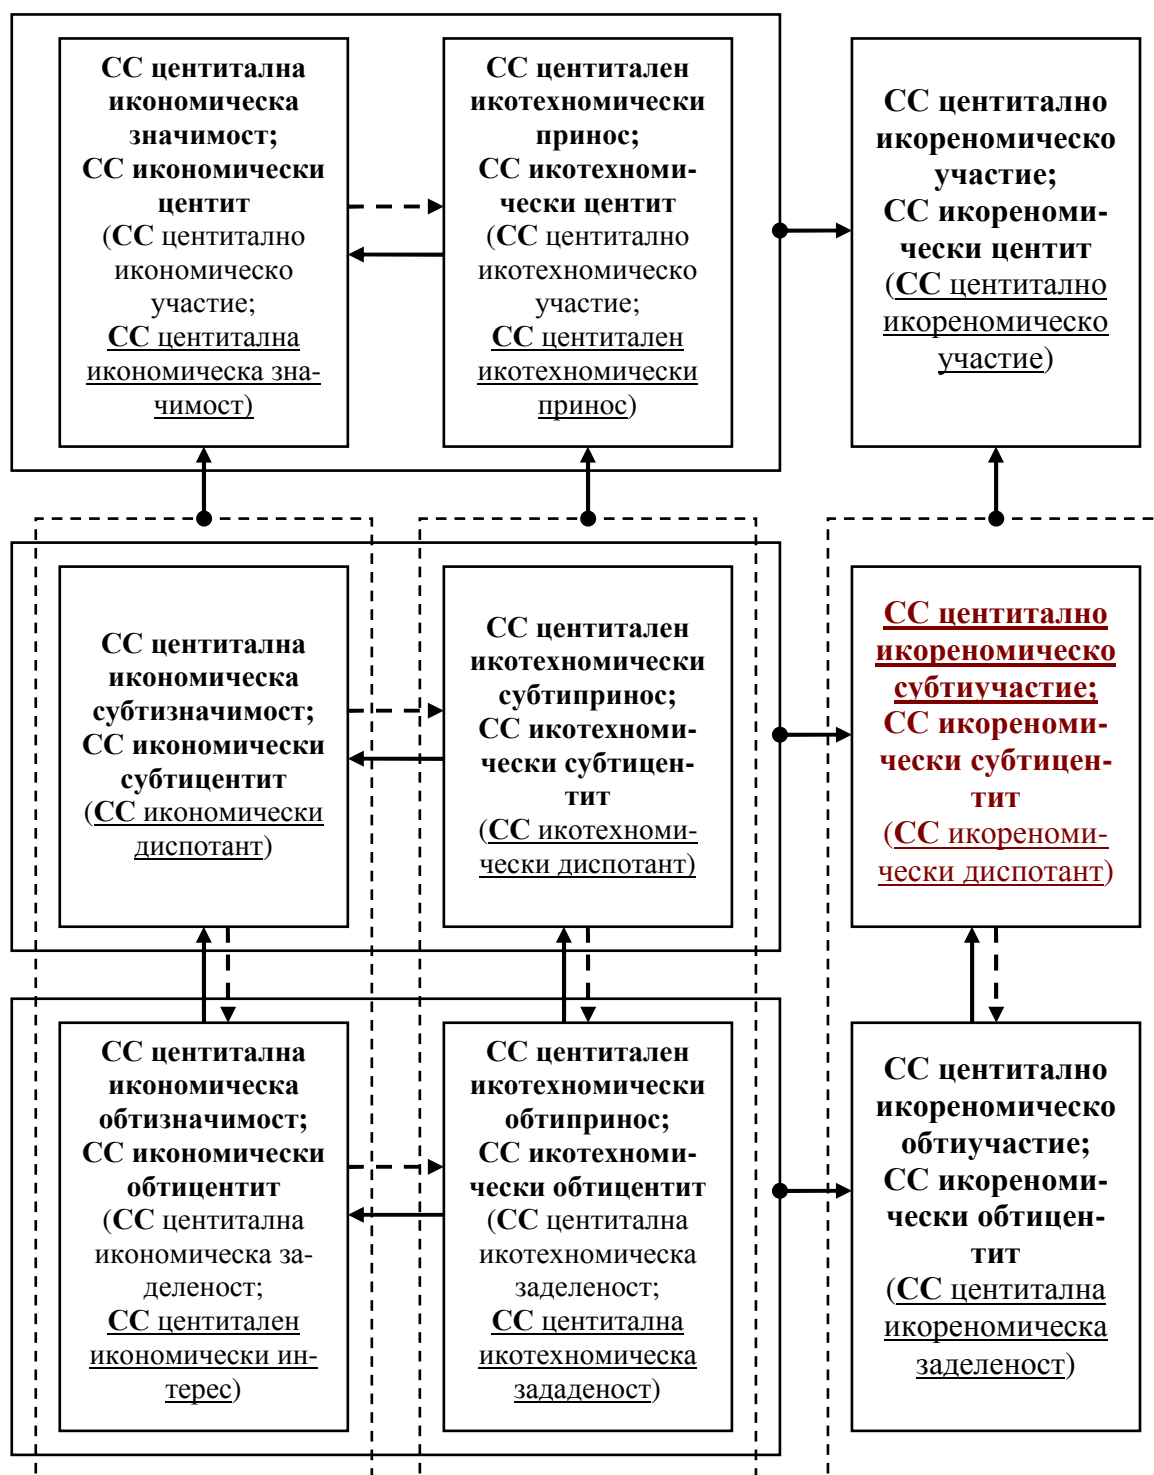 СС центитална
икономическа
значимост;
СС икономически
центит
(СС центитално
икономическо
участие;
СС центитална
икономическа зна-
чимост)
СС центитален
икотехномически
принос;
СС икотехноми-
чески центит
(СС центитално
икотехномическо
участие;
СС центитален
икотехномически
принос)
СС центитално
икореномическо
участие;
СС икореноми-
чески центит
(СС центитално
икореномическо
участие)
СС центитална
икономическа
субтизначимост;
СС икономически
субтицентит
(СС икономически
диспотант)
СС центитален
икотехномически
субтипринос;
СС икотехноми-
чески субтицен-
тит
(СС икотехноми-
чески диспотант)
СС центитално
икореномическо
субтиучастие;
СС икореноми-
чески субтицен-
тит
(СС икореноми-
чески диспотант)
СС центитална
икономическа
обтизначимост;
СС икономически
обтицентит
(СС центитална
икономическа за-
деленост;
СС центитален
икономически ин-
терес)
СС центитален
икотехномически
обтипринос;
СС икотехноми-
чески обтицентит
(СС центитална
икотехномическа
заделеност;
СС центитална
икотехномическа
зададеност)
СС центитално
икореномическо
обтиучастие;
СС икореноми-
чески обтицен-
тит
(СС центитална
икореномическа
заделеност)